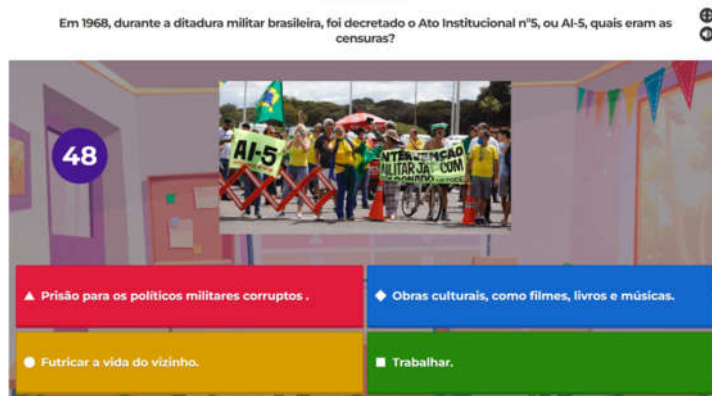 Em 1968, durante a ditadura militar brasileira, foi decretado o Ato Institucional nº5, ou AI-5, quais eram as
censuras?
48
AI-5
INTERVENÇÃO
MILITAR JÁ COM
Prisão para os políticos militares corruptos .
Obras culturais, como filmes, livros e músicas.
Futricar a vida do vizinho.
Trabalhar.